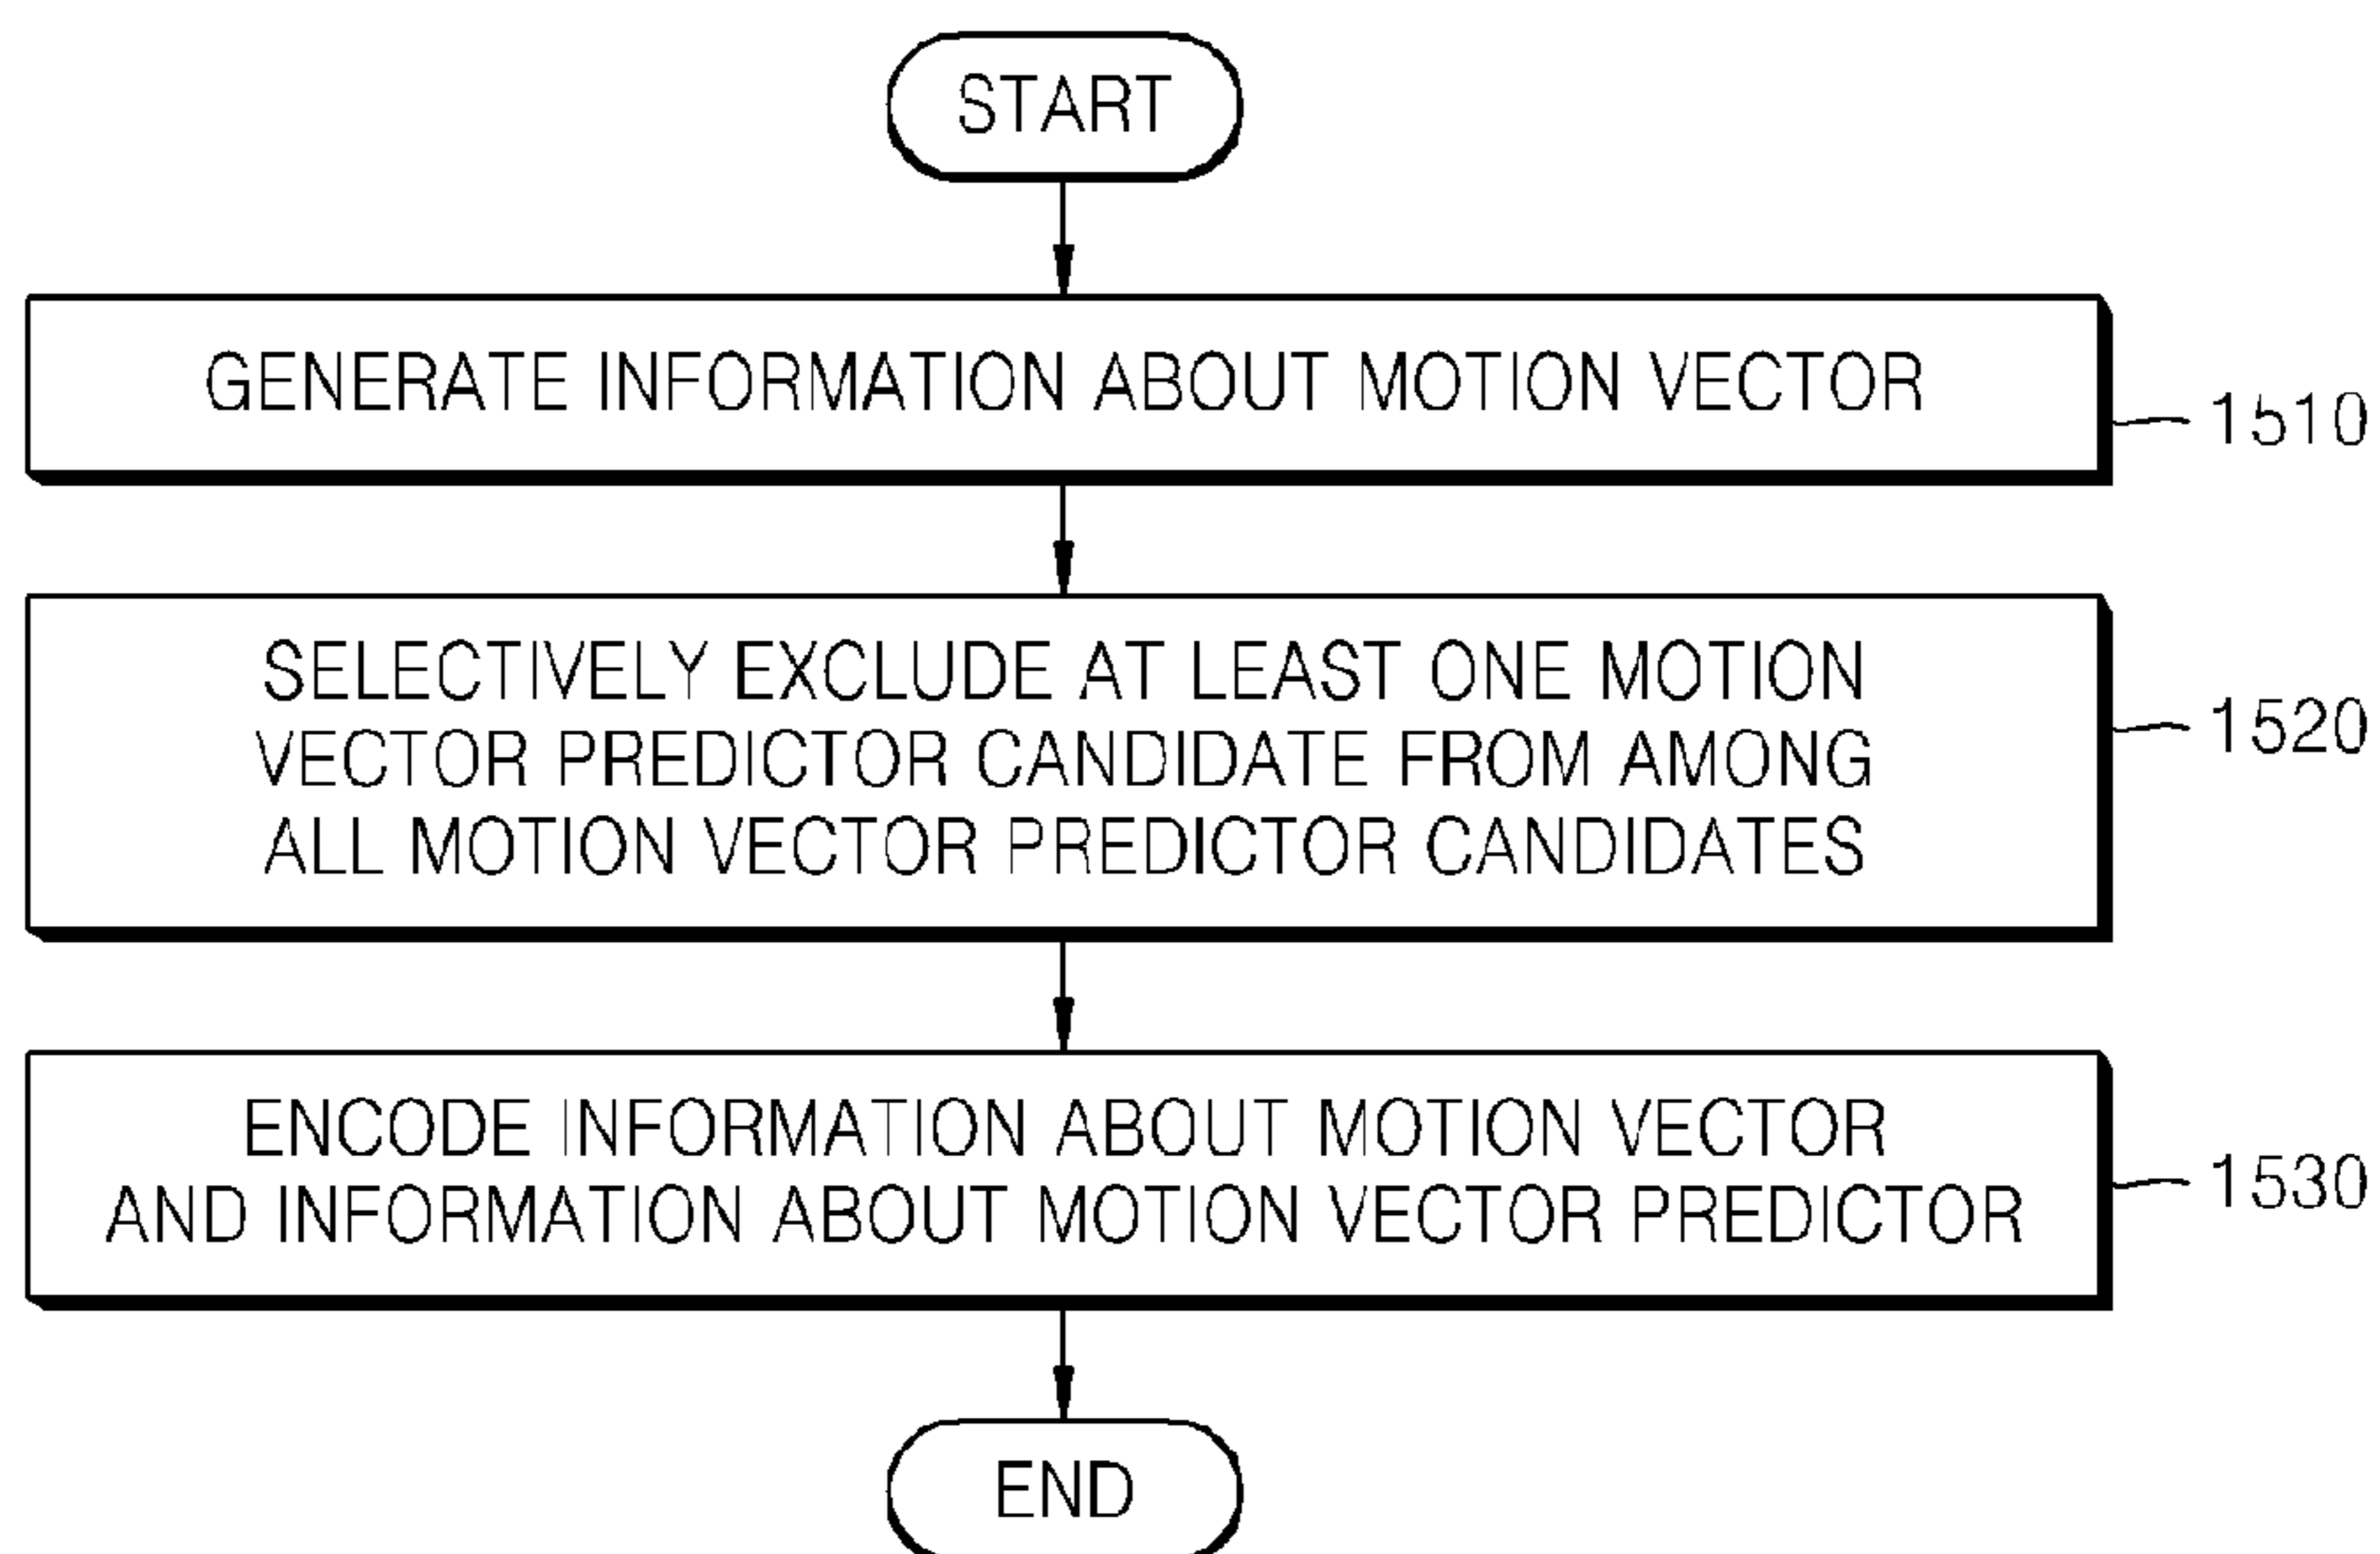 START
GENERATE INFORMATION ABOUT MOTION VECTOR
1510
SELECTIVELY EXCLUDE AT LEAST ONE MOTION
VECTOR PREDICTOR CANDIDATE FROM AMONG
ALL MOTION VECTOR PREDICTOR CANDIDATES
1520
ENCODE INFORMATION ABOUT MOTION VECTOR
AND INFORMATION ABOUT MOTION VECTOR PREDICTOR
1530
END